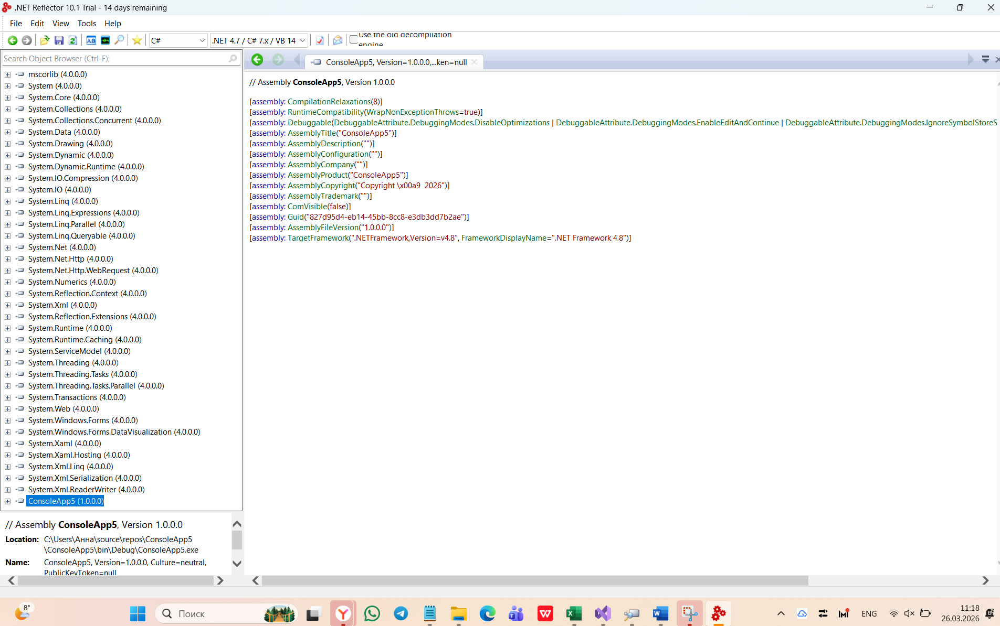 .NET Reflector 10.1 Trial - 14 days remaining
File Edit View Tools Help
C# .NET 4.7 / C# 7.x / VB 14 Use the old decompilation engine
Search Object Browser (Ctrl-F);
ConsoleApp5, Version=1.0.0.0,...ken=null
mscorlib (4.0.0.0)
System (4.0.0.0)
System.Core (4.0.0.0)
System.Collections (4.0.0.0)
System.Collections.Concurrent (4.0.0.0)
System.Data (4.0.0.0)
System.Drawing (4.0.0.0)
System.Dynamic (4.0.0.0)
System.Dynamic.Runtime (4.0.0.0)
System.IO.Compression (4.0.0.0)
System.IO (4.0.0.0)
System.Linq (4.0.0.0)
System.Linq.Expressions (4.0.0.0)
System.Linq.Parallel (4.0.0.0)
System.Linq.Queryable (4.0.0.0)
System.Net (4.0.0.0)
System.Net.Http (4.0.0.0)
System.Net.Http.WebRequest (4.0.0.0)
System.Numerics (4.0.0.0)
System.Reflection.Context (4.0.0.0)
System.Xml (4.0.0.0)
System.Reflection.Extensions (4.0.0.0)
System.Runtime (4.0.0.0)
System.Runtime.Caching (4.0.0.0)
System.ServiceModel (4.0.0.0)
System.Threading (4.0.0.0)
System.Threading.Tasks (4.0.0.0)
System.Threading.Tasks.Parallel (4.0.0.0)
System.Transactions (4.0.0.0)
System.Web (4.0.0.0)
System.Windows.Forms (4.0.0.0)
System.Windows.Forms.DataVisualization (4.0.0.0)
System.Xaml (4.0.0.0)
System.Xaml.Hosting (4.0.0.0)
System.Xml.Linq (4.0.0.0)
System.Xml.Serialization (4.0.0.0)
System.Xml.ReaderWriter (4.0.0.0)
ConsoleApp5 (1.0.0.0)
// Assembly ConsoleApp5, Version 1.0.0.0
Location: C:\Users\Анна\source\repos\ConsoleApp5
\ConsoleApp5\bin\Debug\ConsoleApp5.exe
Name: ConsoleApp5, Version=1.0.0.0, Culture=neutral,
PublicKeyToken=null
// Assembly ConsoleApp5, Version 1.0.0.0
[assembly: CompilationRelaxations(8)]
[assembly: RuntimeCompatibility(WrapNonExceptionThrows=true)]
[assembly: Debuggable(DebuggableAttribute.DebuggingModes.DisableOptimizations | DebuggableAttribute.DebuggingModes.EnableEditAndContinue | DebuggableAttribute.DebuggingModes.IgnoreSymbolStoreS
[assembly: AssemblyTitle("ConsoleApp5")]
[assembly: AssemblyDescription("")]
[assembly: AssemblyConfiguration("")]
[assembly: AssemblyCompany("")]
[assembly: AssemblyProduct("ConsoleApp5")]
[assembly: AssemblyCopyright("Copyright \x00a9  2026")]
[assembly: AssemblyTrademark("")]
[assembly: ComVisible(false)]
[assembly: Guid("827d95d4-eb14-45bb-8cc8-e3db3dd7b2ae")]
[assembly: AssemblyFileVersion("1.0.0.0")]
[assembly: TargetFramework(".NETFramework,Version=v4.8", FrameworkDisplayName=".NET Framework 4.8")]
8°
Поиск
ENG
11:18
26.03.2026